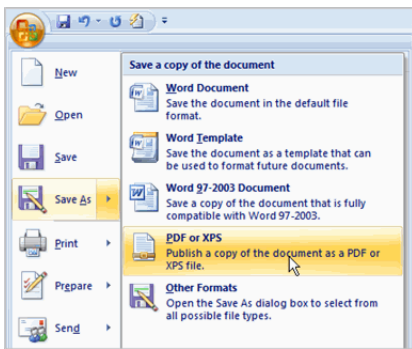 New
Open
Save
Save As
Print
Prepare
Send
Save a copy of the document
Word Document
Save the document in the default file
format.
Word Template
Save the document as a template that can
be used to format future documents.
Word 97-2003 Document
Save a copy of the document that is fully
compatible with Word 97-2003.
PDF or XPS
Publish a copy of the document as a PDF or
XPS file.
Other Formats
Open the Save As dialog box to select from
all possible file types.